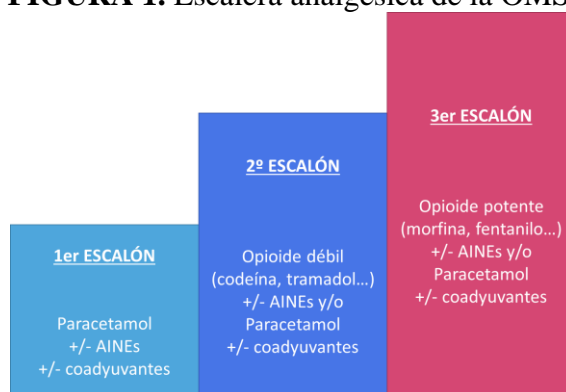 FIGURA 1. Escalera analgésica de la OMS
1er ESCALÓN
Paracetamol
+/- AINEs
+/- coadyuvantes
2º ESCALÓN
Opioide débil
(codeína, tramadol...)
+/- AINEs y/o
Paracetamol
+/- coadyuvantes
3er ESCALÓN
Opioide potente
(morfina, fentanilo...)
+/- AINEs y/o
Paracetamol
+/- coadyuvantes